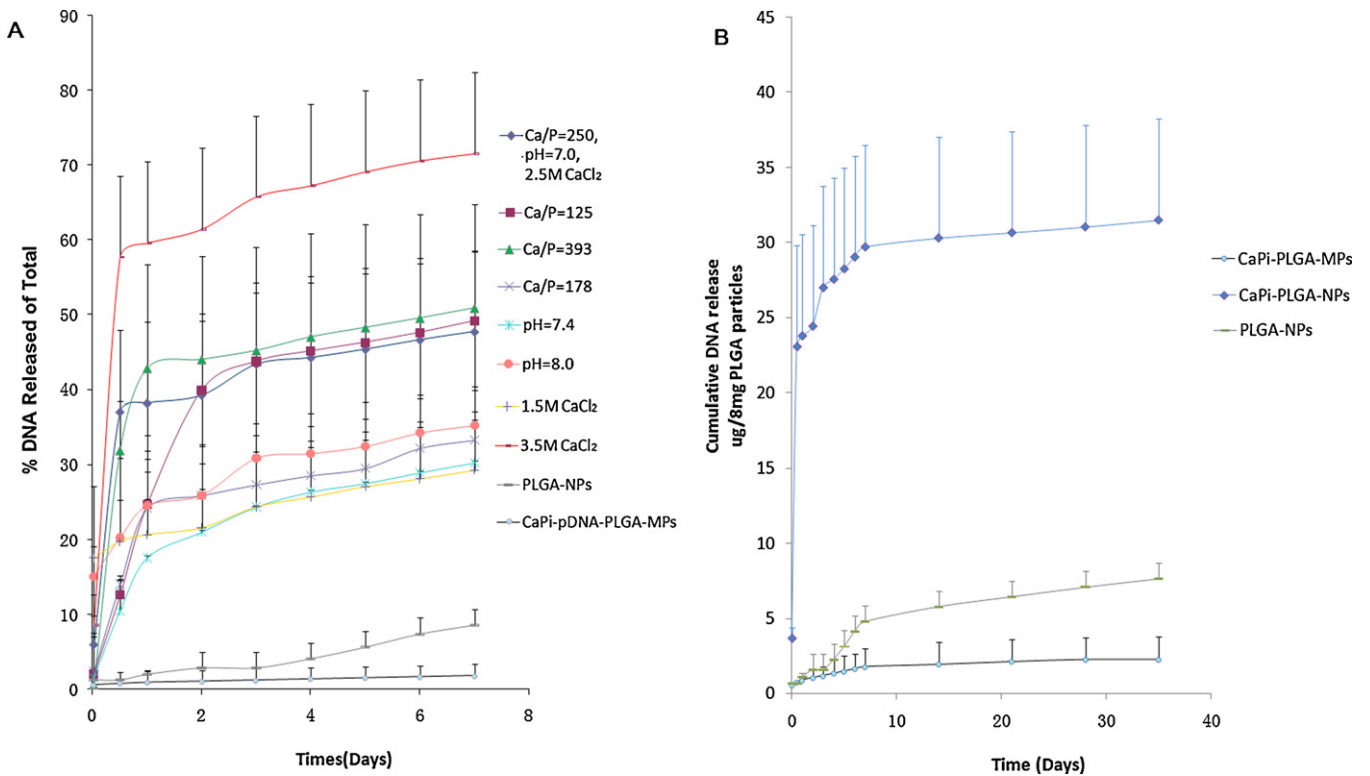 A
90
80
70
60
50
40
30
20
10
0
% DNA Released of Total
0
2
4
6
8
Times(Days)
Ca/P=250,
pH=7.0,
2.5M CaCl₂
Ca/P=125
Ca/P=393
Ca/P=178
pH=7.4
pH=8.0
1.5M CaCl₂
3.5M CaCl₂
PLGA-NPs
CaPi-pDNA-PLGA-MPs
B
45
40
35
30
25
20
15
10
5
0
Cumulative DNA release
ug/8mg PLGA particles
0
10
20
30
40
Time (Days)
CaPi-PLGA-MPs
CaPi-PLGA-NPs
PLGA-NPs